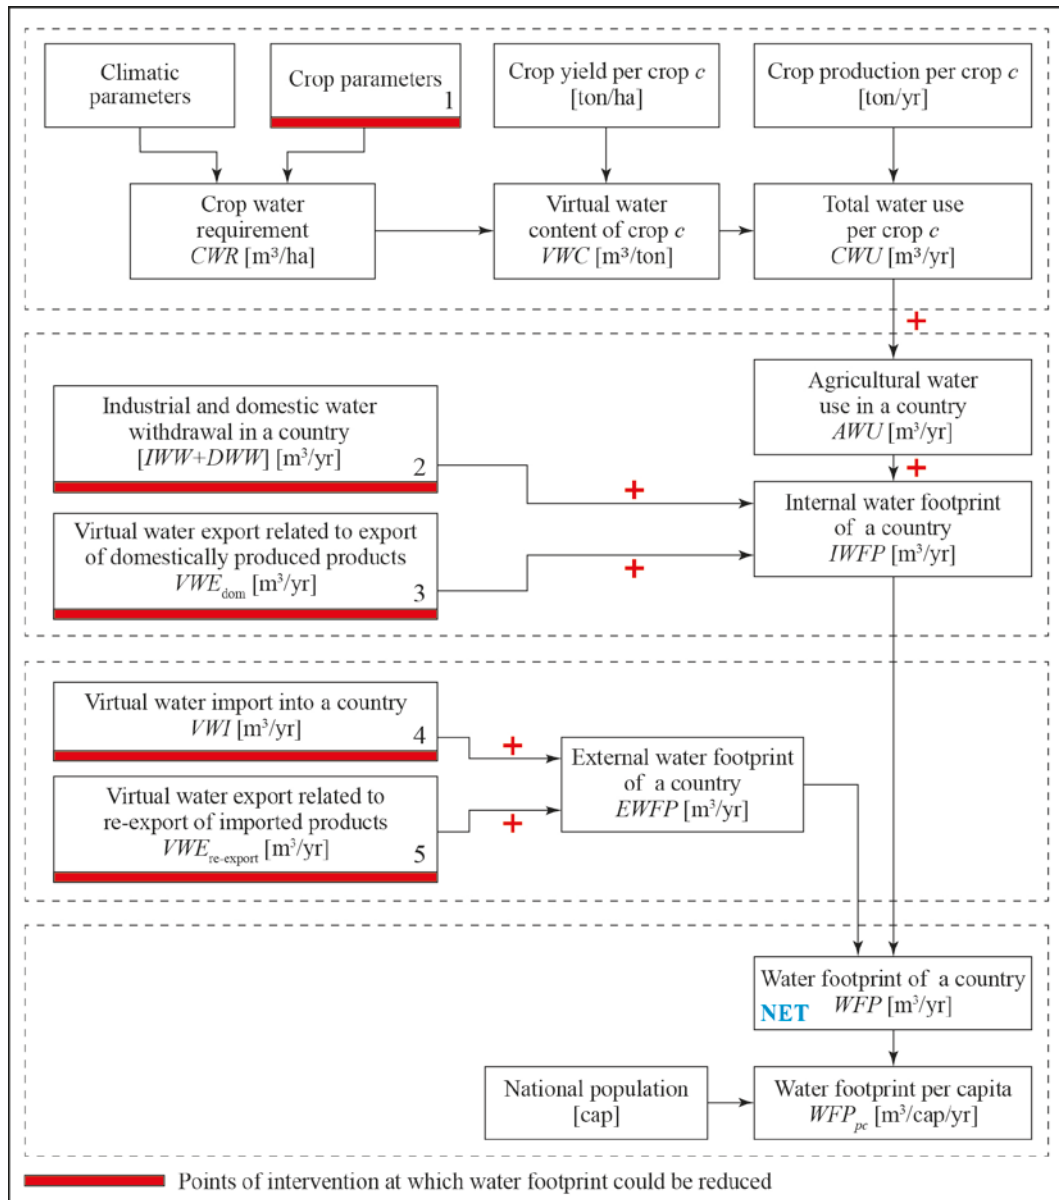 Climatic
parameters
Crop parameters
1
Crop yield per crop c
[ton/ha]
Crop production per crop c
[ton/yr]
Crop water
requirement
CWR [m³/ha]
Virtual water
content of crop c
VWC [m³/ton]
Total water use
per crop c
CWU [m³/yr]
+
Agricultural water
use in a country
AWU [m³/yr]
+
Industrial and domestic water
withdrawal in a country
[IWW+DWW] [m³/yr]
2
+
Virtual water export related to export
of domestically produced products
VWE_dom [m³/yr]
3
+
Internal water footprint
of a country
IWFP [m³/yr]
Virtual water import into a country
VWI [m³/yr]
4
+
Virtual water export related to
re-export of imported products
VWE_re-export [m³/yr]
5
+
External water footprint
of a country
EWFP [m³/yr]
Water footprint of a country
NET WFP [m³/yr]
National population
[cap]
Water footprint per capita
WFP_pc [m³/cap/yr]
Points of intervention at which water footprint could be reduced